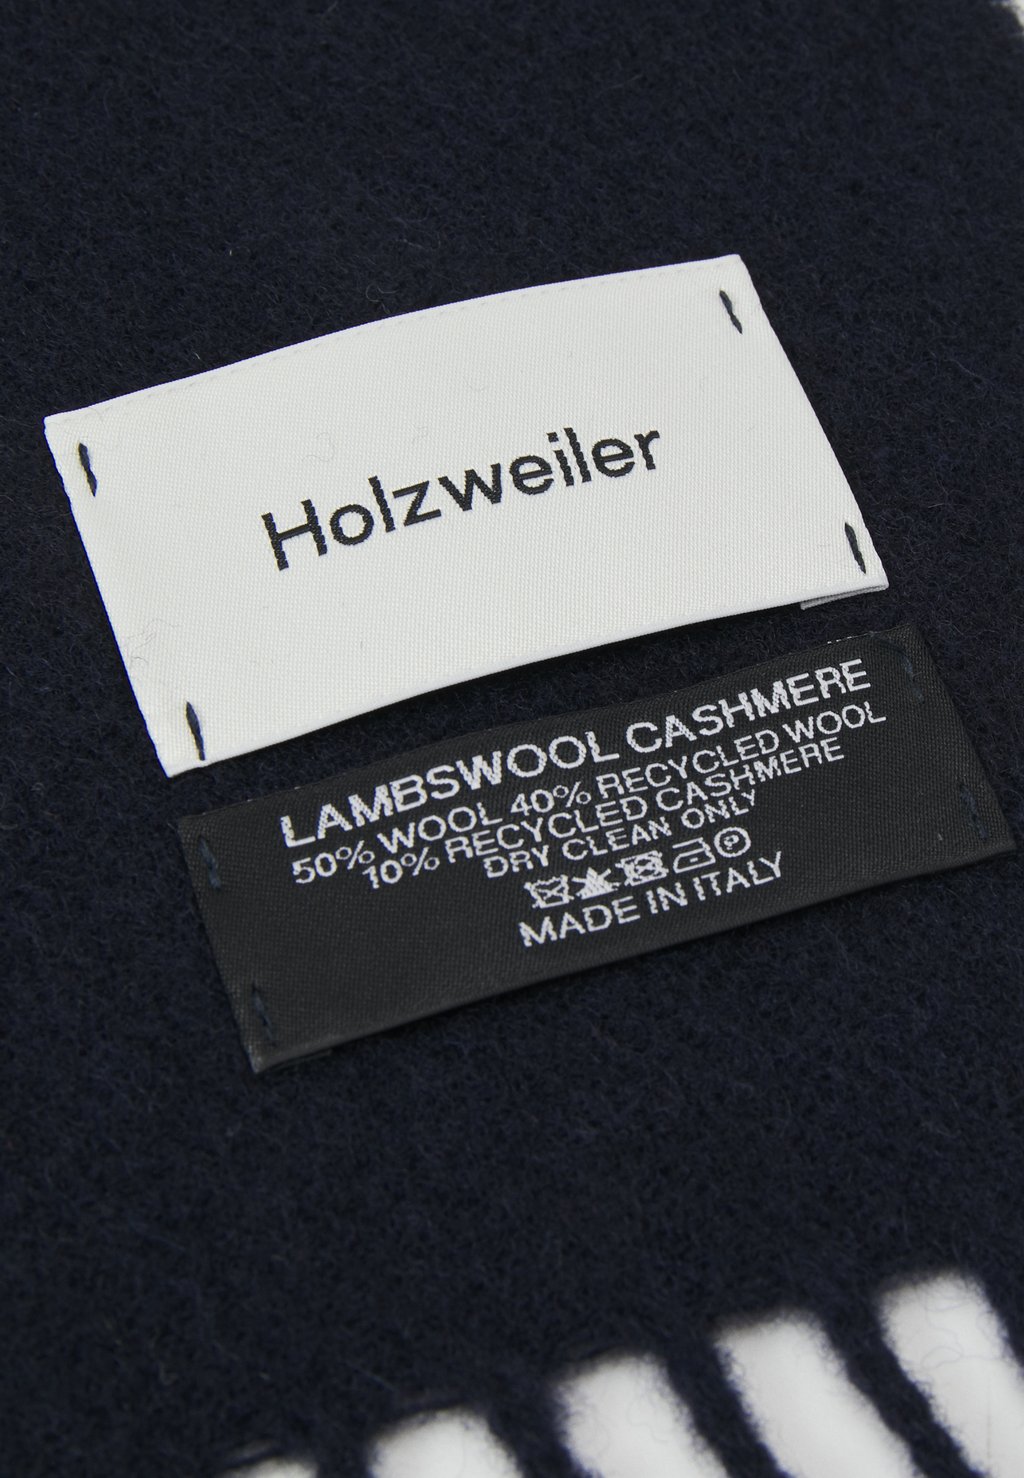 Holzweiler
LAMBSWOOL CASHMERE
50% WOOL 40% RECYCLED WOOL
10% RECYCLED CASHMERE
DRY CLEAN ONLY
P
MADE IN ITALY